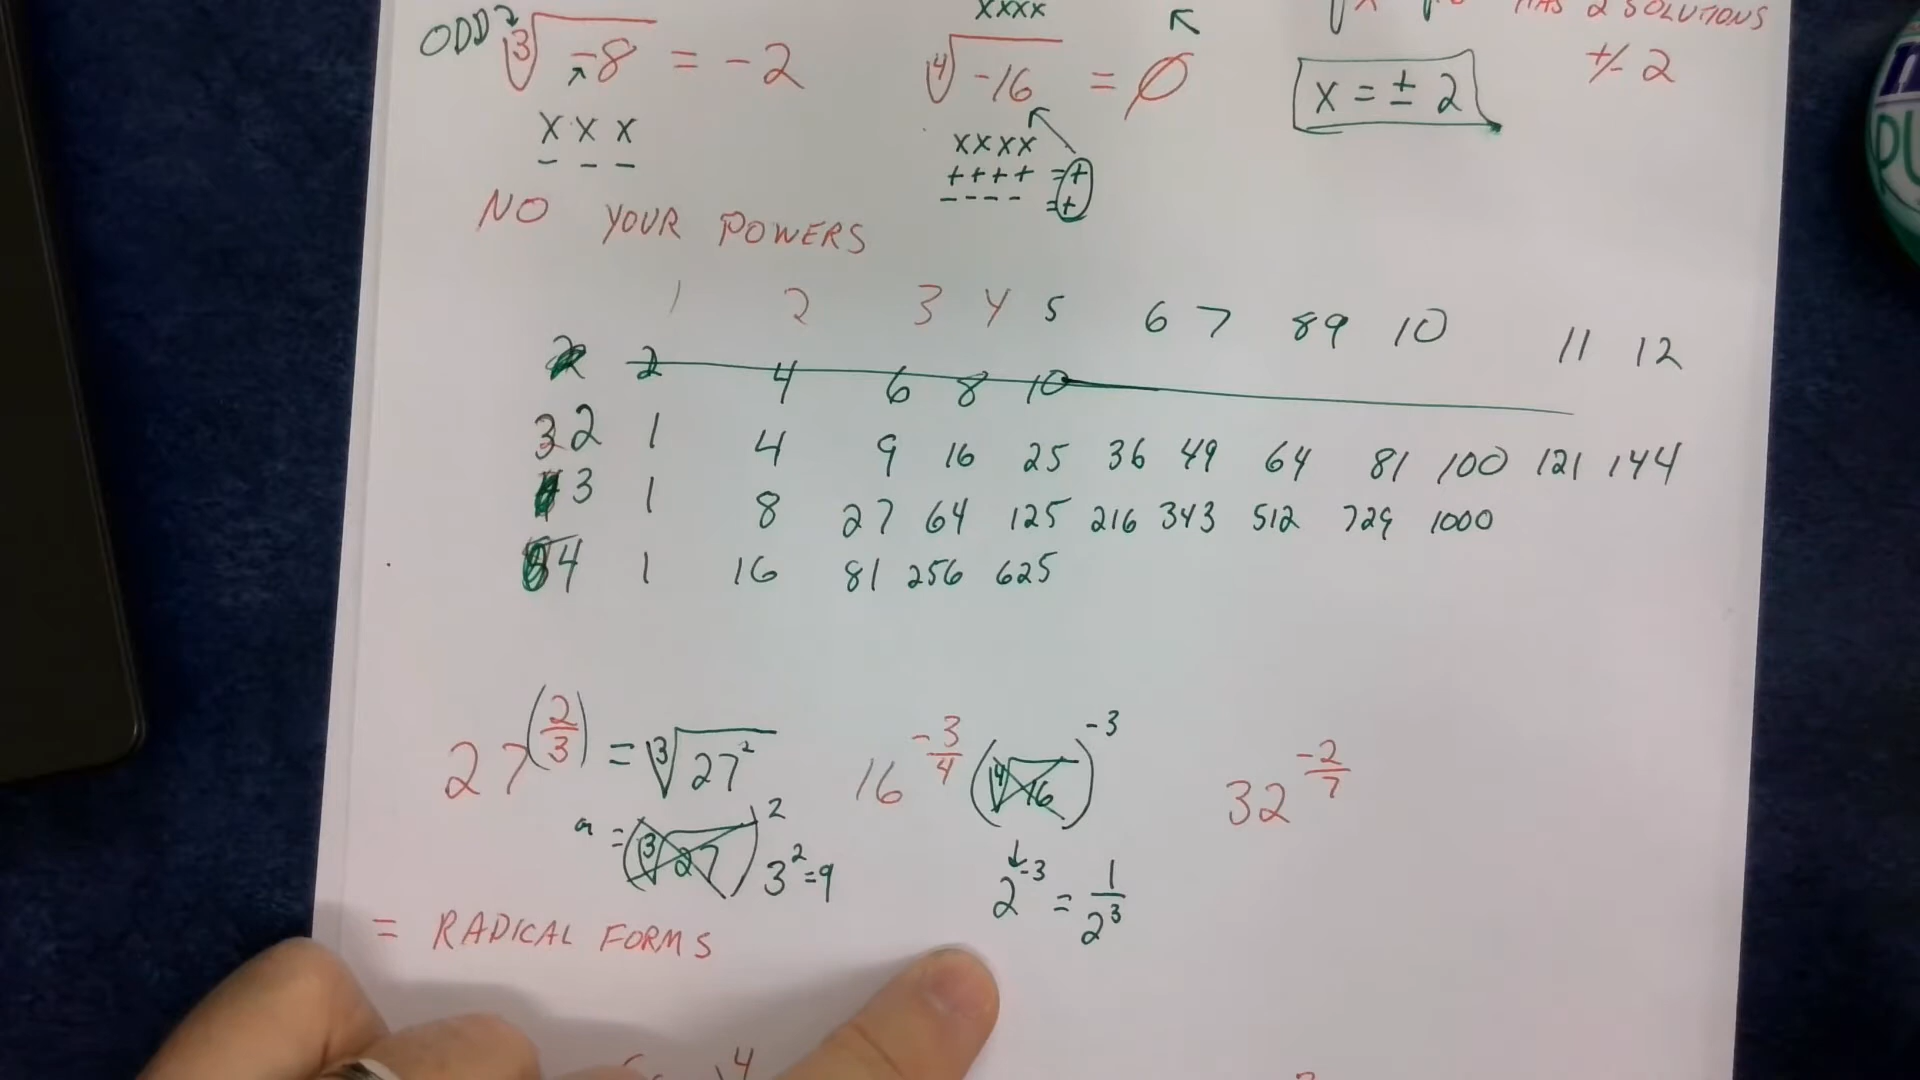 xxxx
HAS 2 SOLUTIONS
ODD ∛-8 = -2
∜-16 = ∅
x = ± 2
+/- 2
x x x
- - -
xxxx
++++ =+
---- =+
NO YOUR POWERS
1 2 3 4 5 6 7 8 9 10 11 12
2 2 4 6 8 10
3 2 1 4 9 16 25 36 49 64 81 100 121 144
3 1 8 27 64 125 216 343 512 729 1000
4 1 16 81 256 625
27^(2/3) = ∛27²
16^-3/4 (∜16)^-3
32^-2/7
= (∛27)² 3²=9
2^-3 = 1/2³
= RADICAL FORMS
4